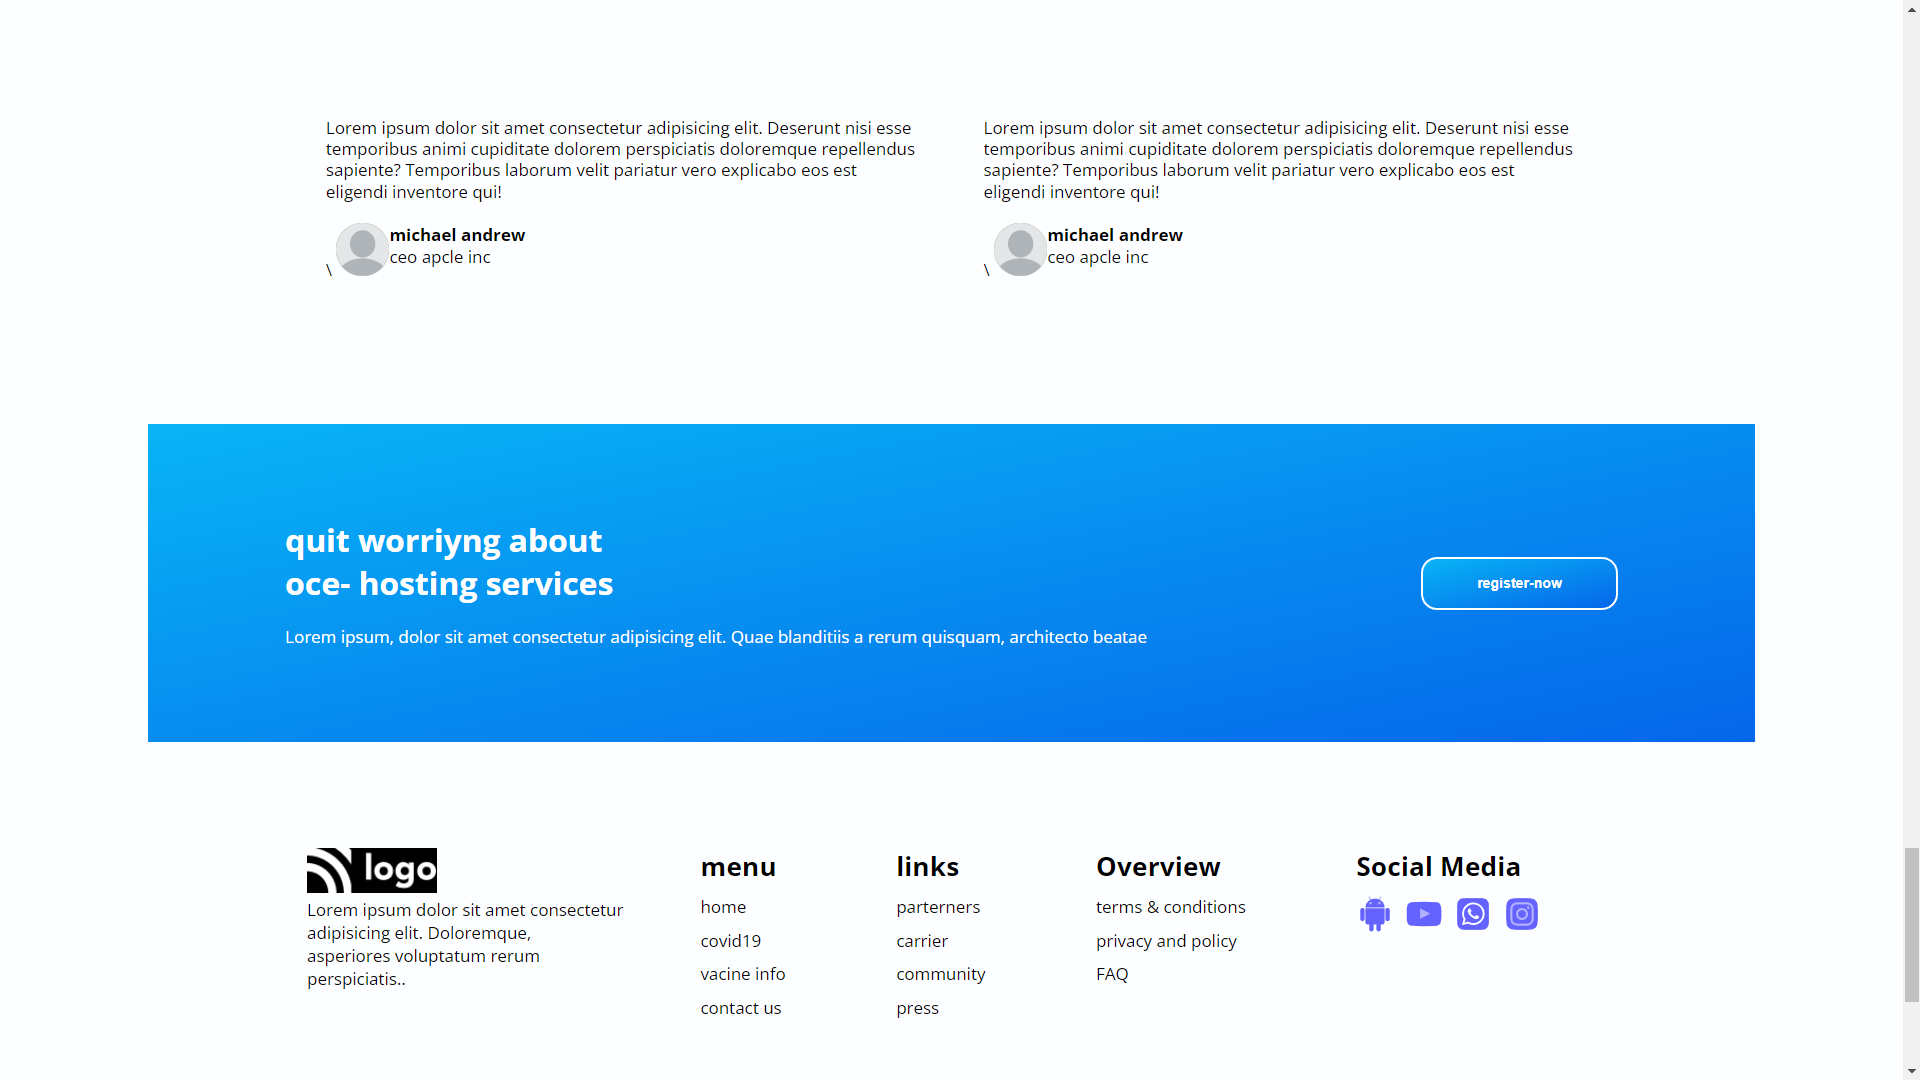 Lorem ipsum dolor sit amet consectetur adipisicing elit. Deserunt nisi esse
temporibus animi cupiditate dolorem perspiciatis doloremque repellendus
sapiente? Temporibus laborum velit pariatur vero explicabo eos est
eligendi inventore qui!
\
michael andrew
ceo apcle inc
Lorem ipsum dolor sit amet consectetur adipisicing elit. Deserunt nisi esse
temporibus animi cupiditate dolorem perspiciatis doloremque repellendus
sapiente? Temporibus laborum velit pariatur vero explicabo eos est
eligendi inventore qui!
\
michael andrew
ceo apcle inc
quit worriyng about
oce- hosting services
Lorem ipsum, dolor sit amet consectetur adipisicing elit. Quae blanditiis a rerum quisquam, architecto beatae
register-now
logo
Lorem ipsum dolor sit amet consectetur
adipisicing elit. Doloremque,
asperiores voluptatum rerum
perspiciatis..
menu
home
covid19
vacine info
contact us
links
parterners
carrier
community
press
Overview
terms & conditions
privacy and policy
FAQ
Social Media